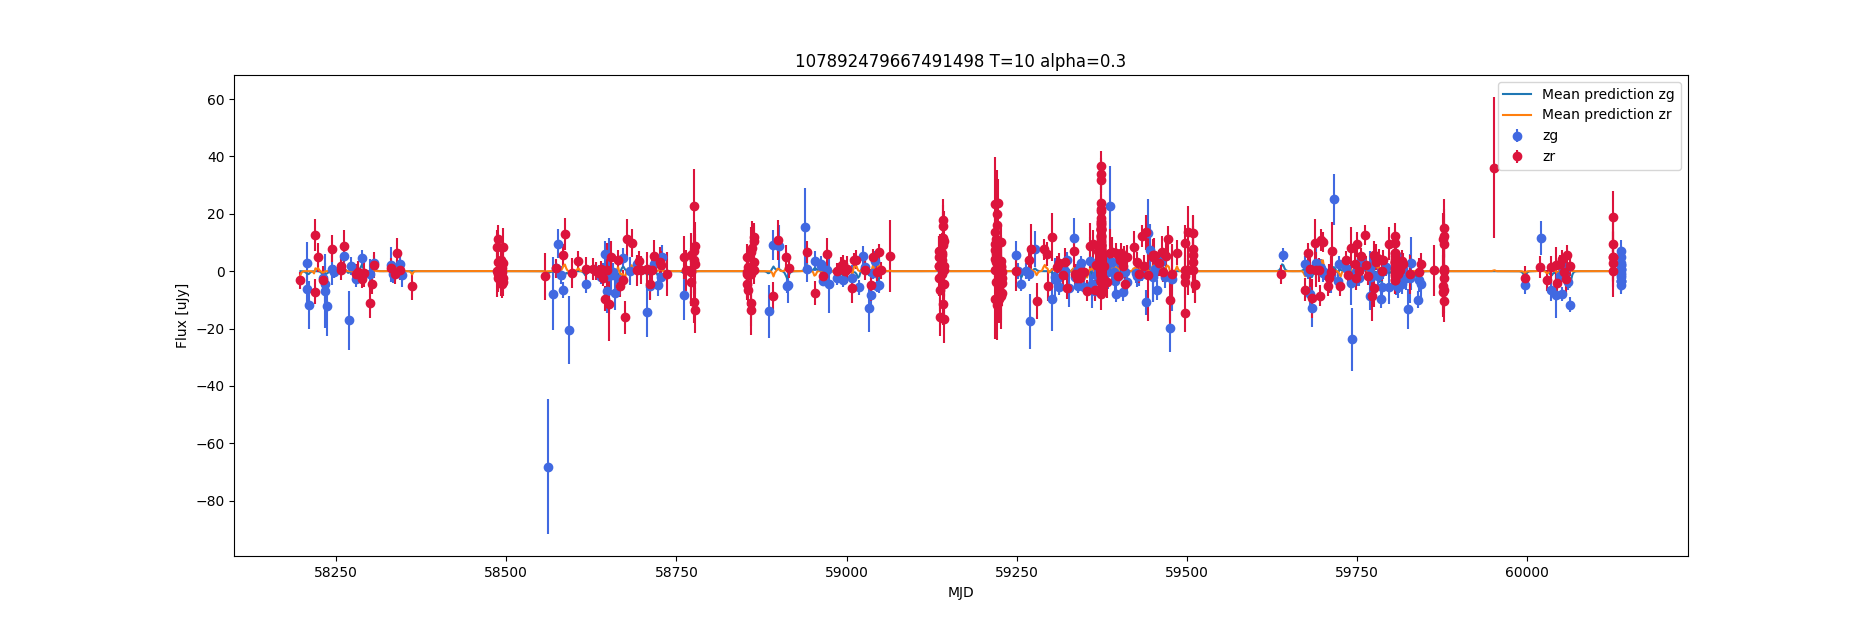 107892479667491498 T=10 alpha=0.3
60
40
20
0
−20
−40
−60
−80
Flux [uJy]
Mean prediction zg
Mean prediction zr
zg
zr
58250 58500 58750 59000 59250 59500 59750 60000
MJD